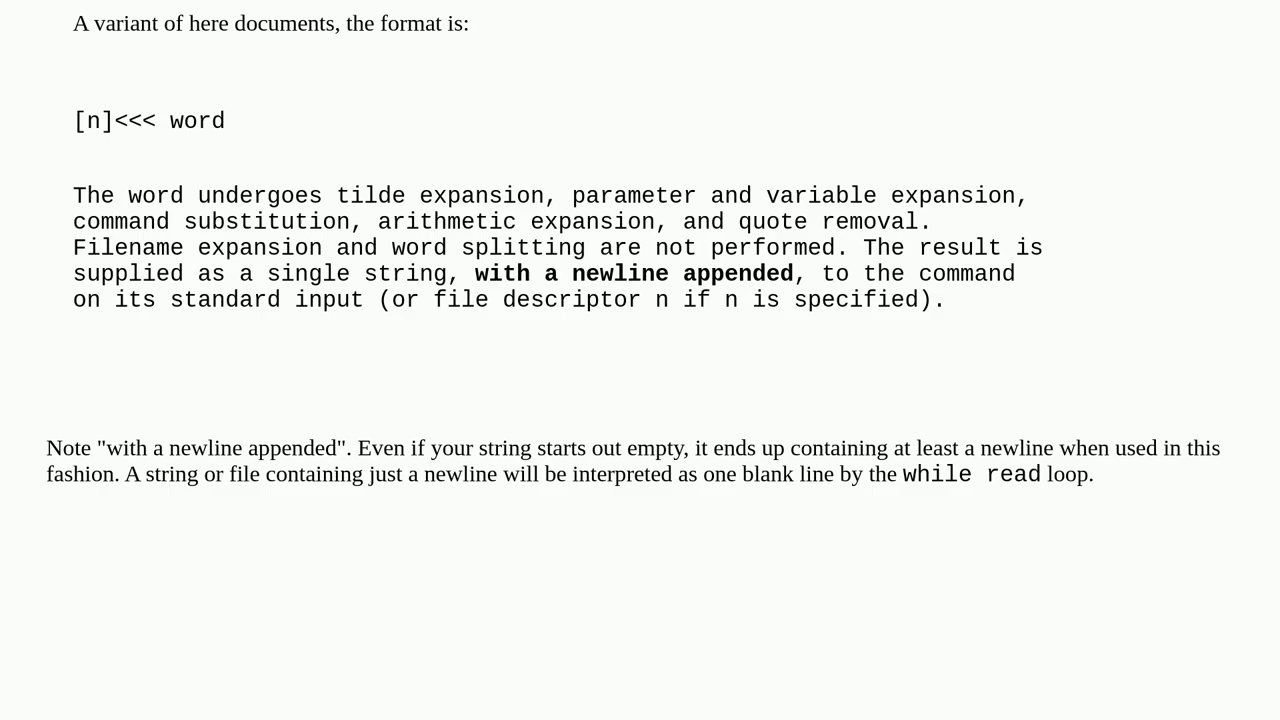 A variant of here documents, the format is:
[n]<<< word
The word undergoes tilde expansion, parameter and variable expansion,
command substitution, arithmetic expansion, and quote removal.
Filename expansion and word splitting are not performed. The result is
supplied as a single string, with a newline appended, to the command
on its standard input (or file descriptor n if n is specified).
Note "with a newline appended". Even if your string starts out empty, it ends up containing at least a newline when used in this
fashion. A string or file containing just a newline will be interpreted as one blank line by the while read loop.